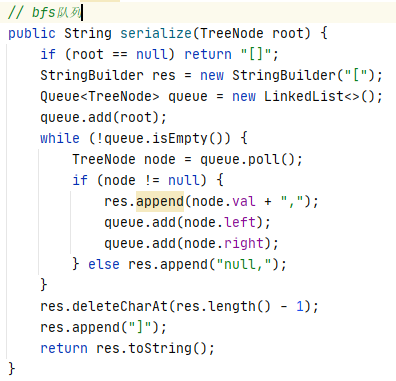 // bfs队列
public String serialize(TreeNode root) {
    if (root == null) return "[]";
    StringBuilder res = new StringBuilder("[");
    Queue<TreeNode> queue = new LinkedList<>();
    queue.add(root);
    while (!queue.isEmpty()) {
        TreeNode node = queue.poll();
        if (node != null) {
            res.append(node.val + ",");
            queue.add(node.left);
            queue.add(node.right);
        } else res.append("null,");
    }
    res.deleteCharAt(res.length() - 1);
    res.append("]");
    return res.toString();
}